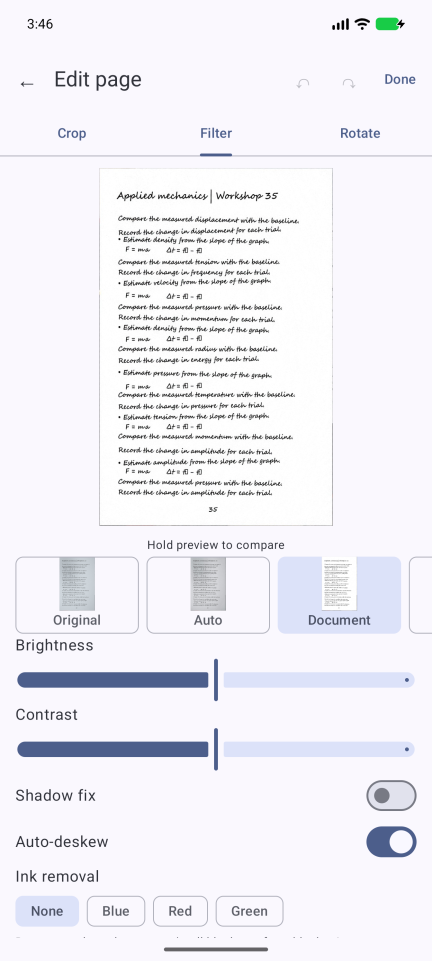 3:46
← Edit page
Done
Crop
Filter
Rotate
Applied mechanics | Workshop 35
Compare the measured displacement with the baseline.
Record the change in displacement for each trial.
• Estimate density from the slope of the graph.
F = ma Δt = t⃞ - t⃞
Compare the measured tension with the baseline.
Record the change in frequency for each trial.
• Estimate velocity from the slope of the graph.
F = ma Δt = t⃞ - t⃞
Compare the measured pressure with the baseline.
Record the change in momentum for each trial.
• Estimate density from the slope of the graph.
F = ma Δt = t⃞ - t⃞
Compare the measured radius with the baseline.
Record the change in energy for each trial.
• Estimate pressure from the slope of the graph.
F = ma Δt = t⃞ - t⃞
Compare the measured temperature with the baseline.
Record the change in pressure for each trial.
• Estimate tension from the slope of the graph.
F = ma Δt = t⃞ - t⃞
Compare the measured momentum with the baseline.
Record the change in amplitude for each trial.
• Estimate amplitude from the slope of the graph.
F = ma Δt = t⃞ - t⃞
Compare the measured pressure with the baseline.
Record the change in amplitude for each trial.
35
Hold preview to compare
Original
Auto
Document
Brightness
Contrast
Shadow fix
Auto-deskew
Ink removal
None
Blue
Red
Green